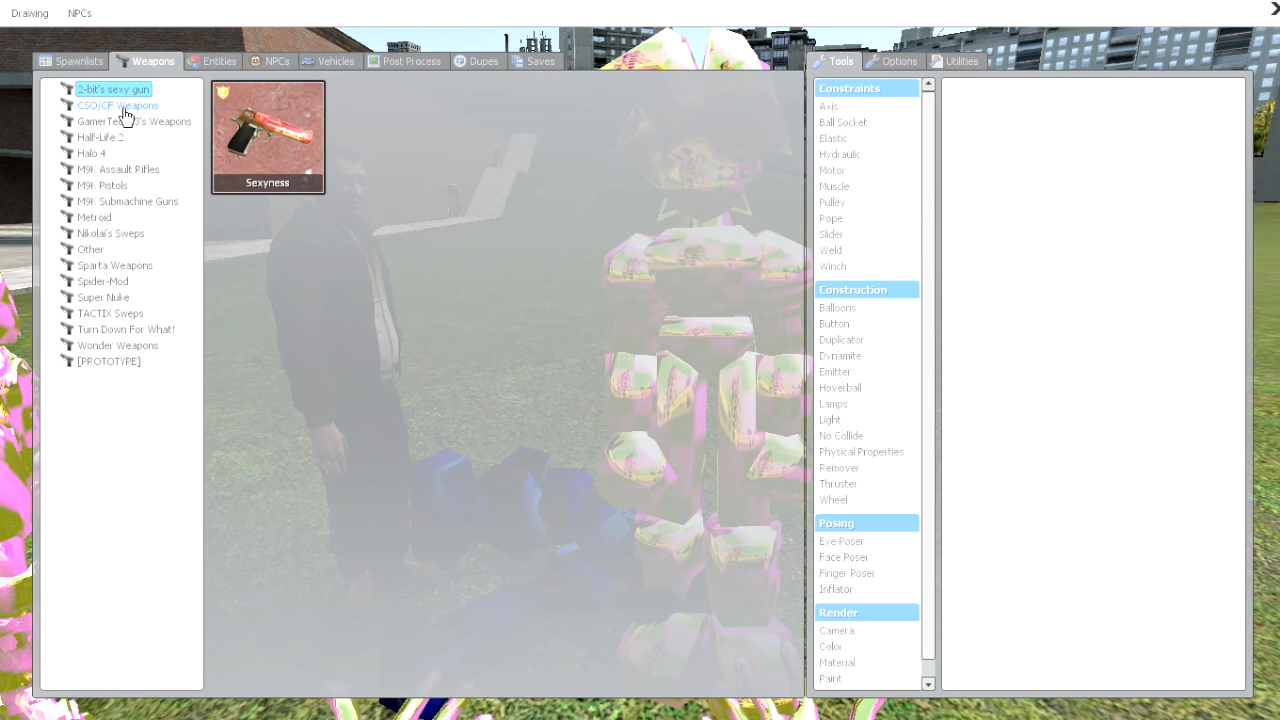 Drawing NPCs
Spawnlists Weapons Entities NPCs Vehicles Post Process Dupes Saves
2-bit's sexy gun
CSO/CF Weapons
Weapons
Half-Life 2
Halo 4
M9K Assault Rifles
M9K Pistols
M9K Submachine Guns
Metroid
Nikolai's Sweps
Other
Sparta Weapons
Spider-Mod
Super Nuke
TACTIX Sweps
Turn Down For What!
Wonder Weapons
[PROTOTYPE]
Sexyness
Tools Options Utilities
Constraints
Axis
Ball Socket
Elastic
Hydraulic
Motor
Muscle
Pulley
Rope
Slider
Weld
Winch
Construction
Balloons
Button
Duplicator
Dynamite
Emitter
Hoverball
Lamps
Light
No Collide
Physical Properties
Remover
Thruster
Wheel
Posing
Eye Poser
Face Poser
Finger Poser
Inflator
Render
Camera
Color
Material
Paint